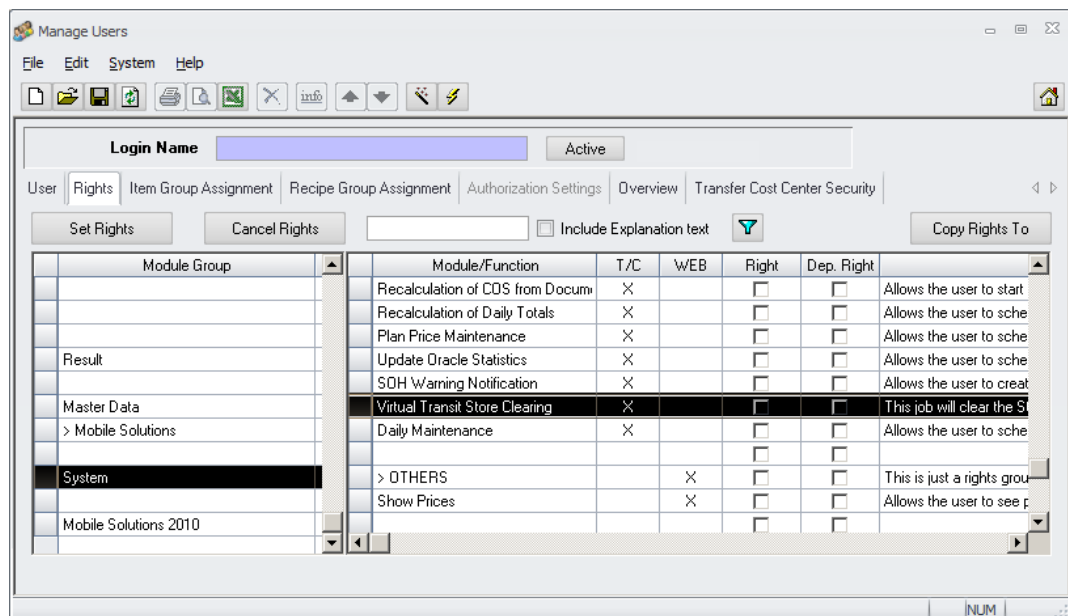 Manage Users
File Edit System Help
info
Login Name Active
User Rights Item Group Assignment Recipe Group Assignment Authorization Settings Overview Transfer Cost Center Security
Set Rights Cancel Rights Include Explanation text Copy Rights To
Module Group Module/Function T/C WEB Right Dep. Right
Recalculation of COS from Docum X Allows the user to start
Recalculation of Daily Totals X Allows the user to sche
Plan Price Maintenance X Allows the user to sche
Result Update Oracle Statistics X Allows the user to sche
SOH Warning Notification X Allows the user to creat
Master Data Virtual Transit Store Clearing X This job will clear the St
> Mobile Solutions Daily Maintenance X Allows the user to sche
System > OTHERS X This is just a rights grou
Show Prices X Allows the user to see p
Mobile Solutions 2010
NUM